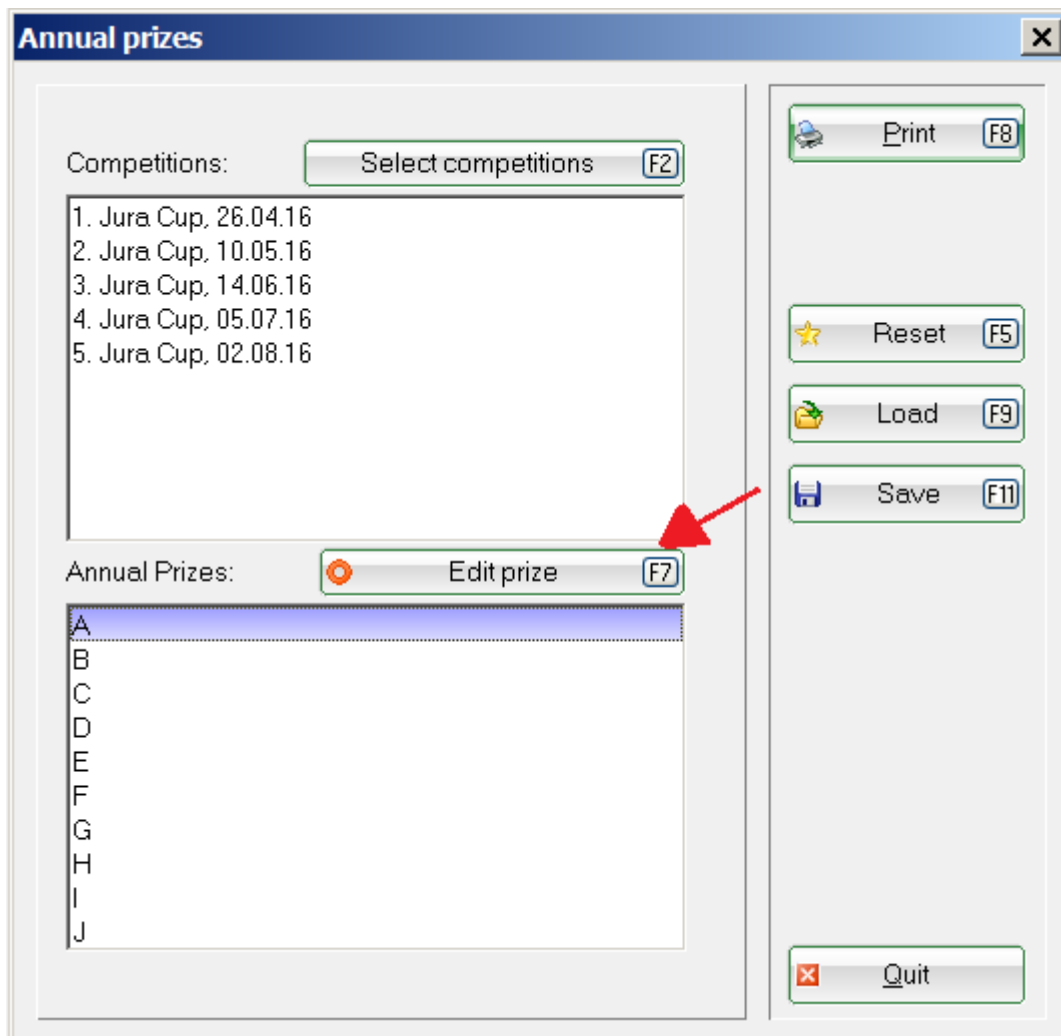 Annual prizes
Competitions:
Select competitions F2
1. Jura Cup, 26.04.16
2. Jura Cup, 10.05.16
3. Jura Cup, 14.06.16
4. Jura Cup, 05.07.16
5. Jura Cup, 02.08.16
Annual Prizes:
Edit prize F7
A
B
C
D
E
F
G
H
I
J
Print F8
Reset F5
Load F9
Save F11
Quit